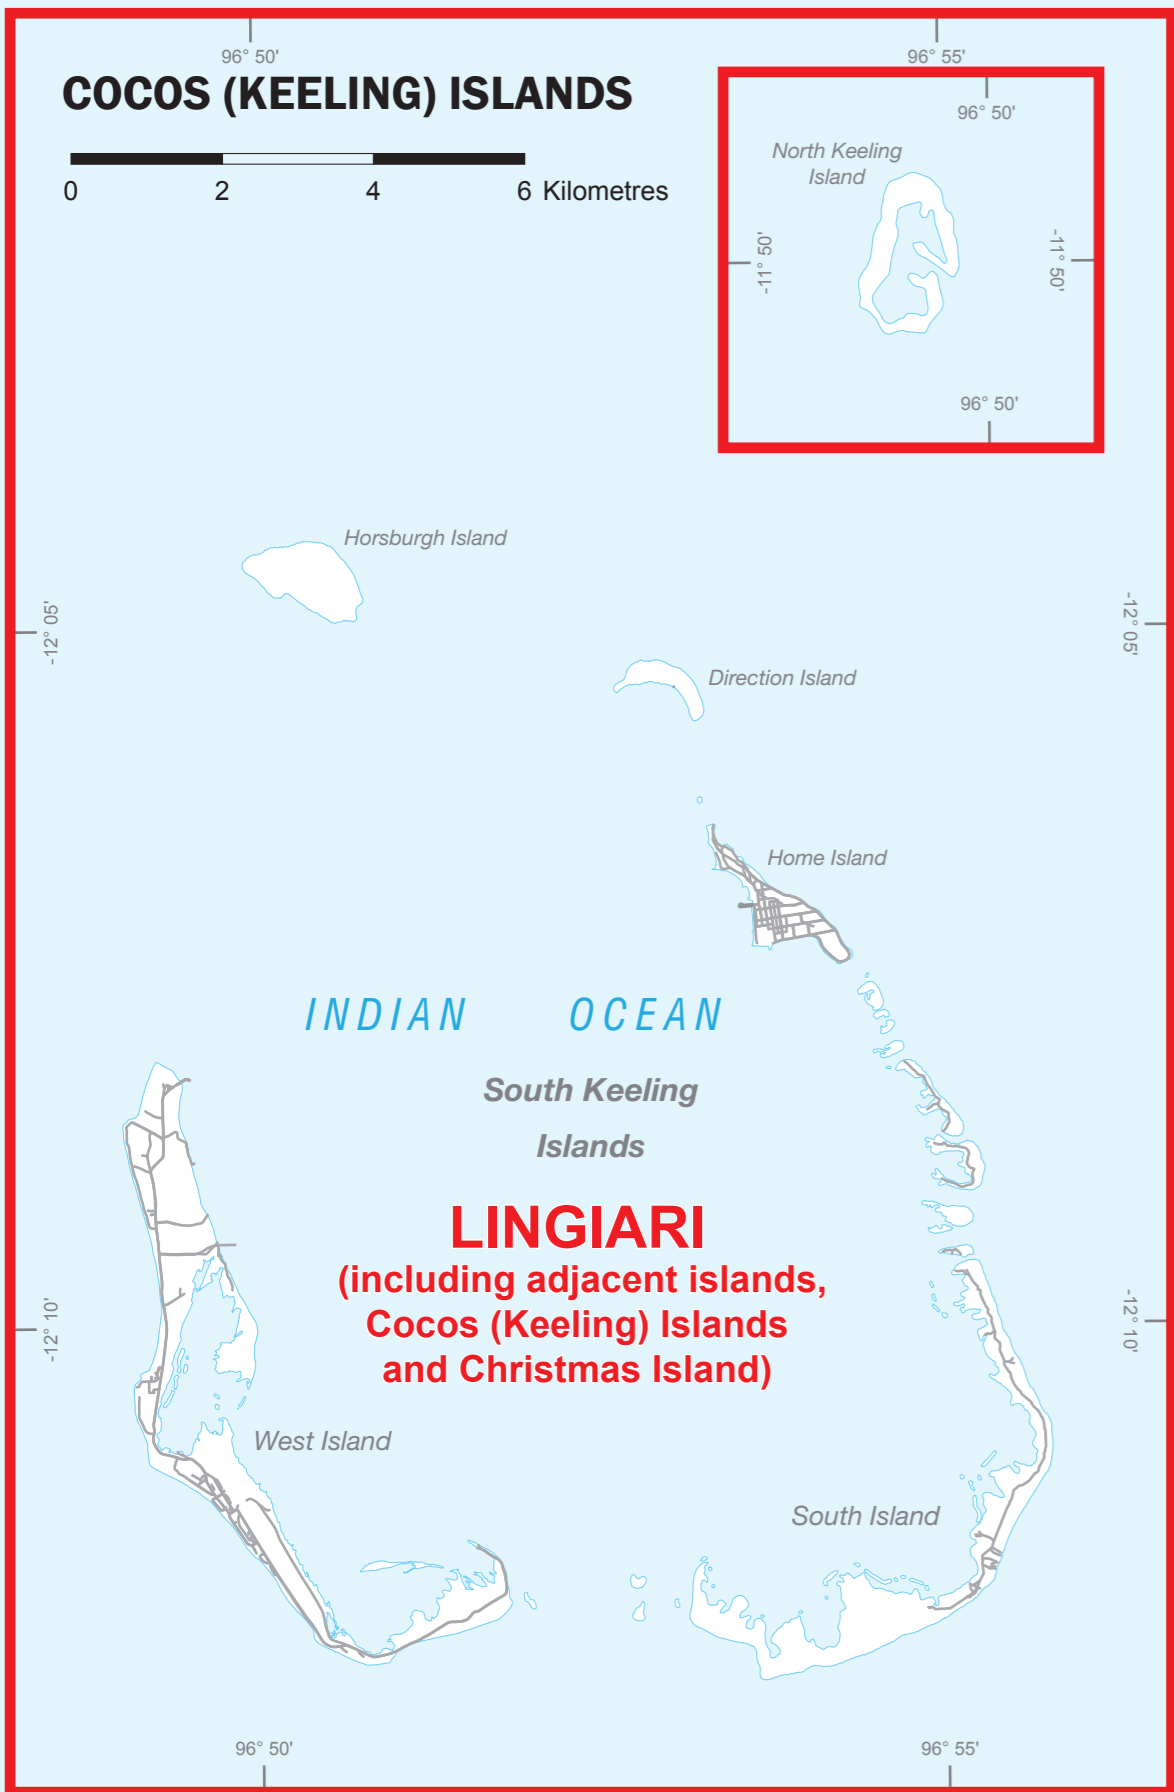 96° 50'
96° 55'
COCOS (KEELING) ISLANDS
0 2 4 6 Kilometres
96° 50'
North Keeling
Island
-11° 50'
-11° 50'
96° 50'
Horsburgh Island
-12° 05'
-12° 05'
Direction Island
Home Island
INDIAN OCEAN
South Keeling
Islands
LINGIARI
(including adjacent islands,
Cocos (Keeling) Islands
and Christmas Island)
-12° 10'
-12° 10'
West Island
South Island
96° 50'
96° 55'